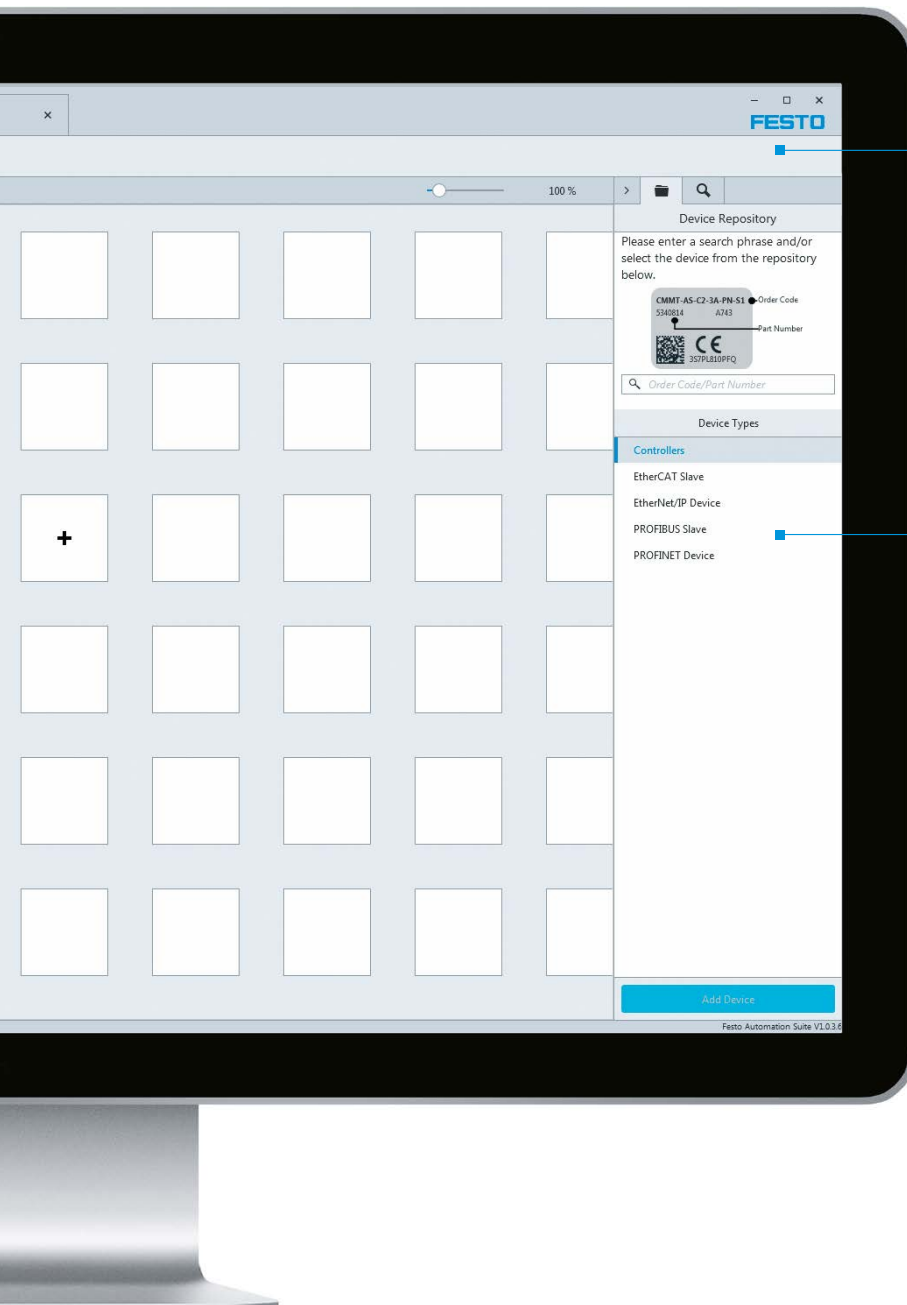 FESTO
100 %
Device Repository
Please enter a search phrase and/or
select the device from the repository
below.
CMMT-AS-C2-3A-PN-S1
Order Code
5340814 A743
Part Number
CE
3S7PL810PFQ
Order Code/Part Number
Device Types
Controllers
EtherCAT Slave
EtherNet/IP Device
PROFIBUS Slave
PROFINET Device
Add Device
Festo Automation Suite V1.0.3.6